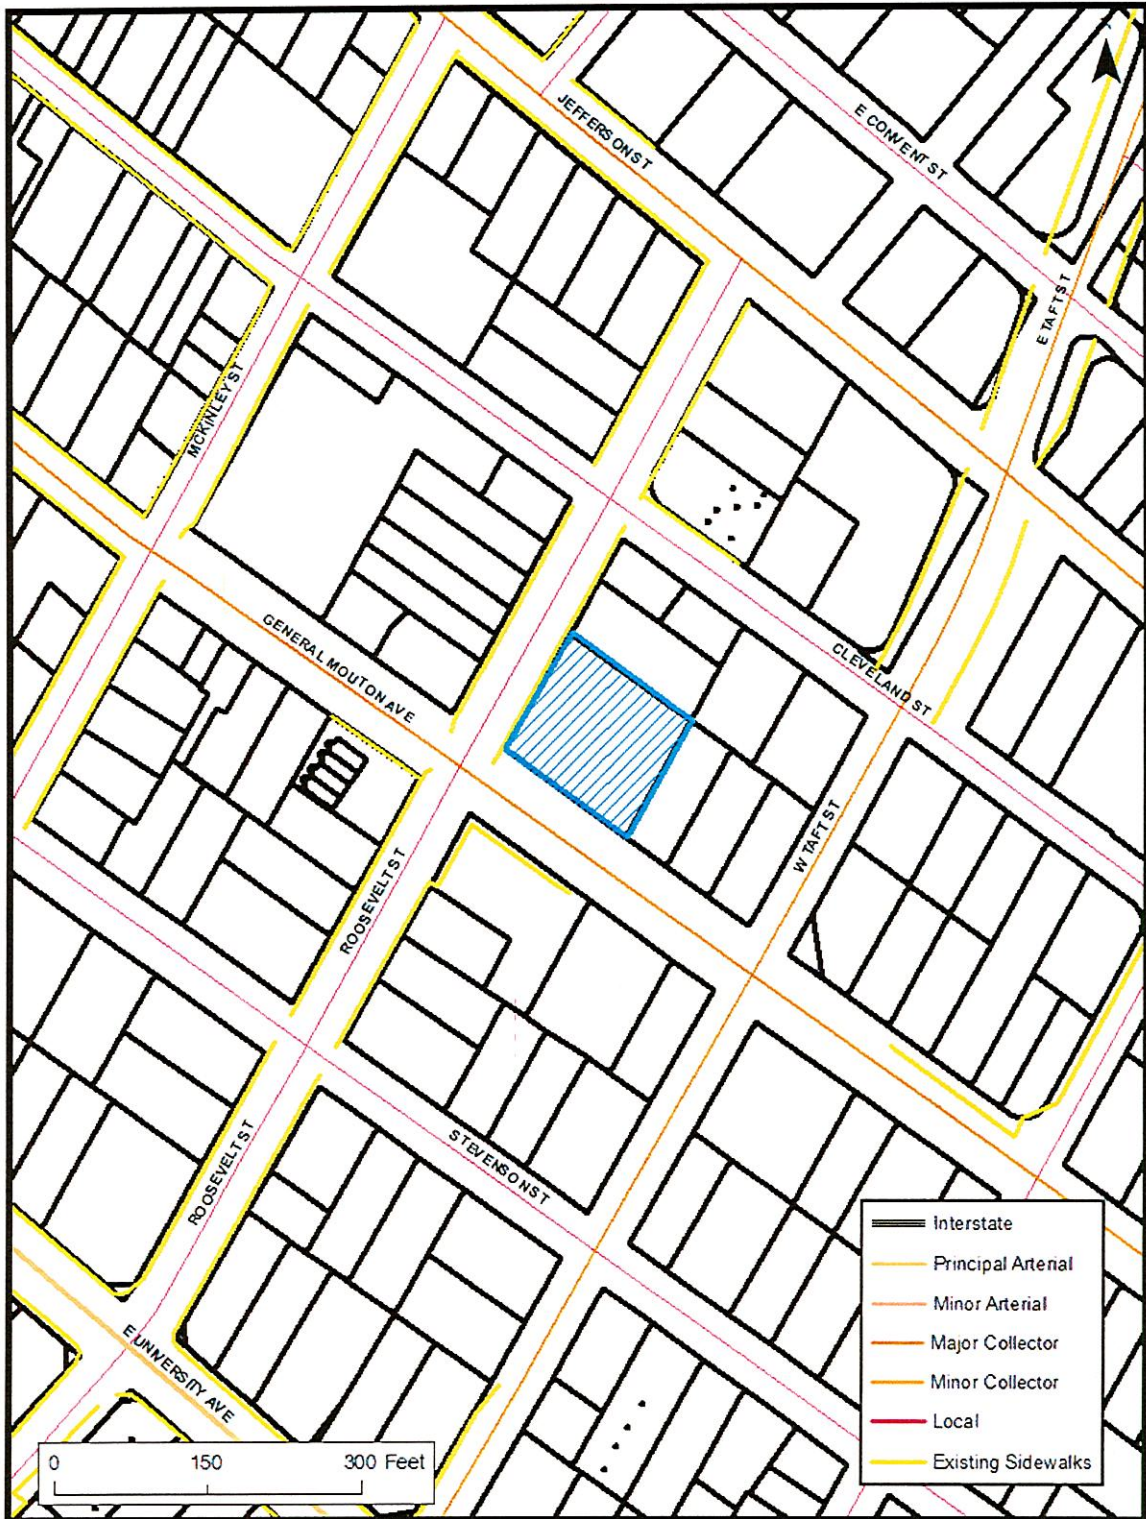 JEFFERSON ST
E CONVENT ST
E TAFT ST
MCKINLEY ST
GENERAL MOUTON AVE
CLEVELAND ST
W TAFT ST
ROOSEVELT ST
STEVENSON ST
ROOSEVELT ST
E UNIVERSITY AVE
Interstate
Principal Arterial
Minor Arterial
Major Collector
Minor Collector
Local
Existing Sidewalks
0 150 300 Feet